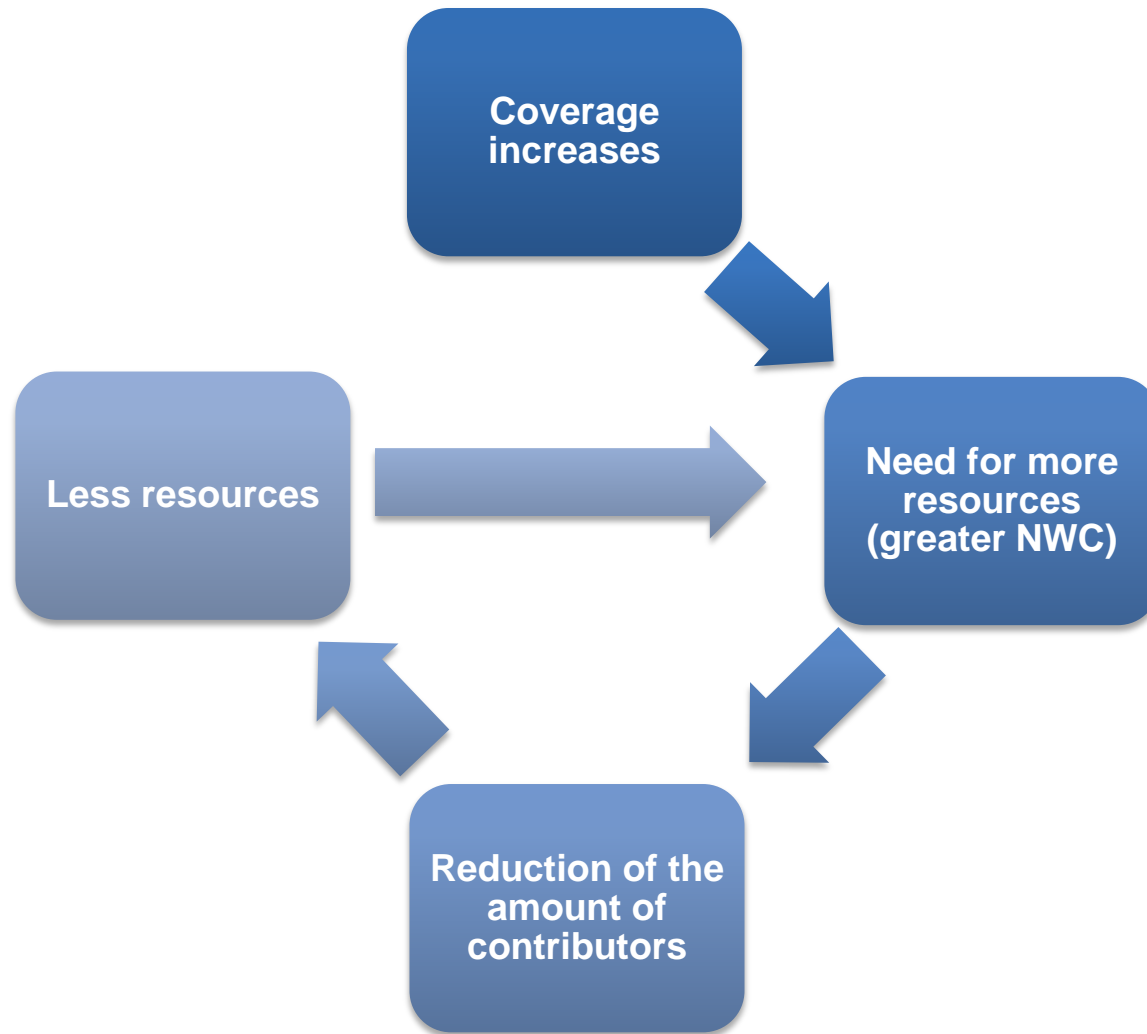 Coverage
increases
Less resources
Need for more
resources
(greater NWC)
Reduction of the
amount of
contributors